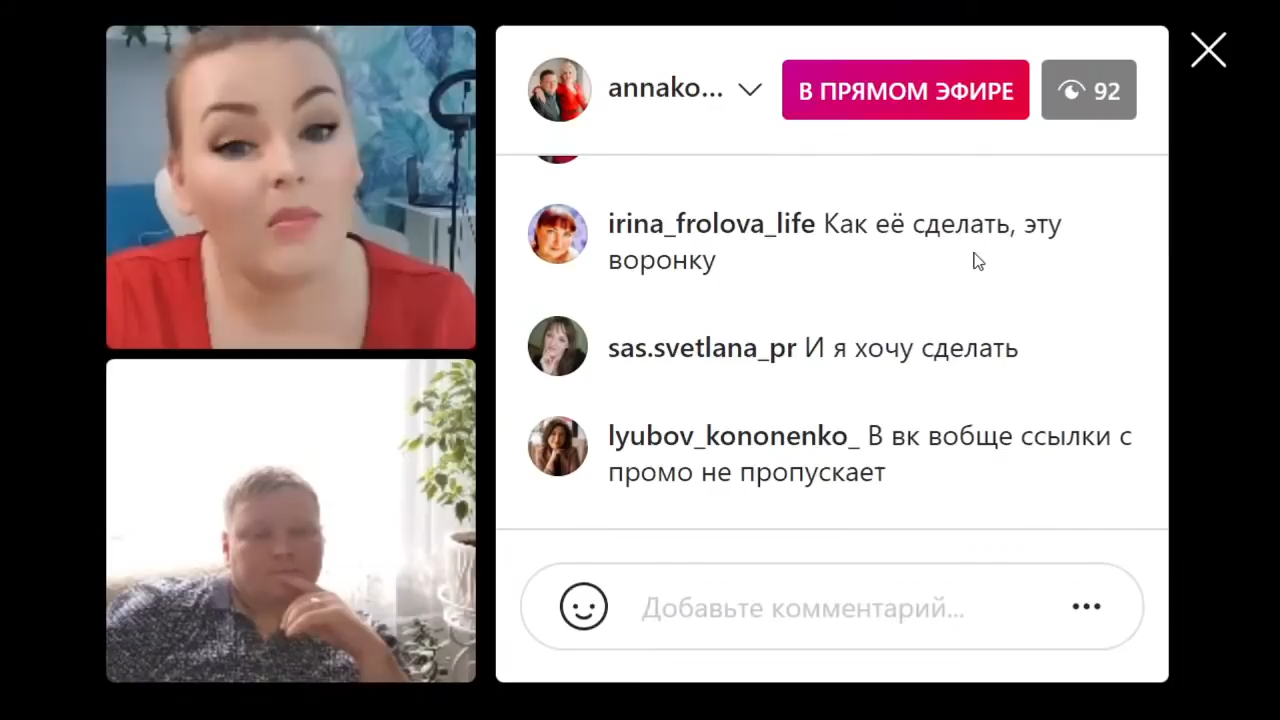 annako...
В ПРЯМОМ ЭФИРЕ
92
irina_frolova_life Как её сделать, эту
воронку
sas.svetlana_pr И я хочу сделать
lyubov_kononenko_ В вк вобще ссылки с
промо не пропускает
Добавьте комментарий...